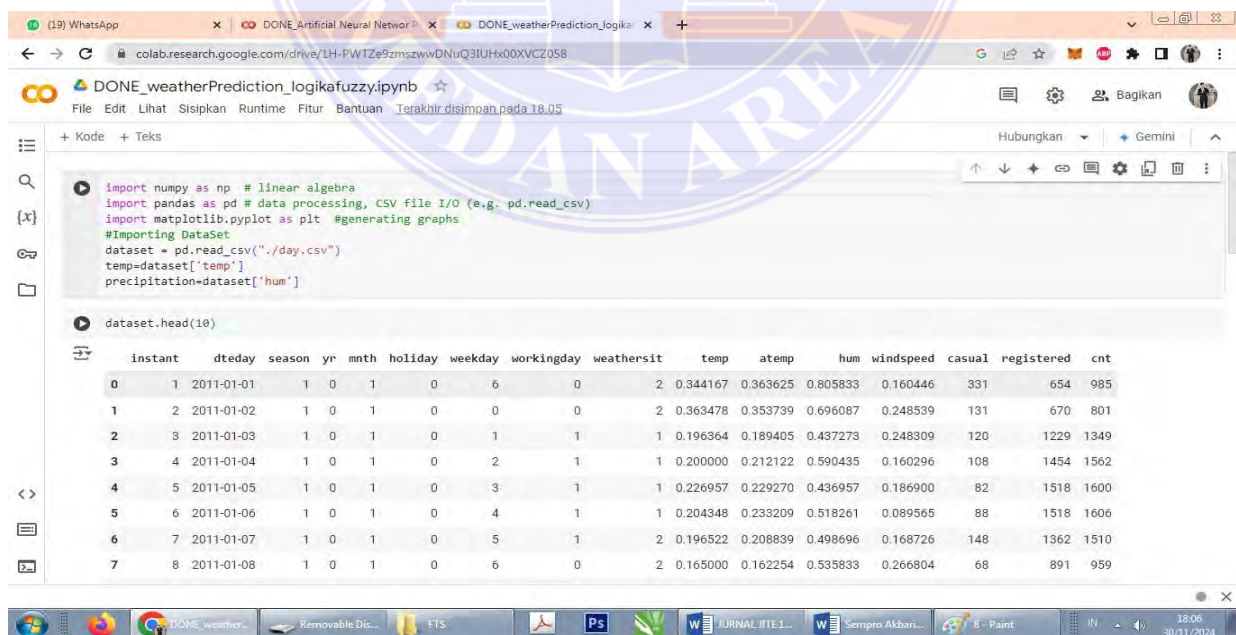 (19) WhatsApp
DONE_Artificial Neural Networ P
DONE_weatherPrediction_logika
colab.research.google.com/drive/1H-PWTZe9zmszwwDNuQ3IUHx00XVCZ058
DONE_weatherPrediction_logikafuzzy.ipynb
File Edit Lihat Sisipkan Runtime Fitur Bantuan Terakhir disimpan pada 18.05
Bagikan
+ Kode + Teks
Hubungkan
Gemini
MEDAN AREA
import numpy as np # linear algebra
import pandas as pd # data processing, CSV file I/O (e.g. pd.read_csv)
import matplotlib.pyplot as plt #generating graphs
#Importing DataSet
dataset = pd.read_csv("./day.csv")
temp=dataset['temp']
precipitation=dataset['hum']
dataset.head(10)
instant dteday season yr mnth holiday weekday workingday weathersit temp atemp hum windspeed casual registered cnt
0 1 2011-01-01 1 0 1 0 6 0 2 0.344167 0.363625 0.805833 0.160446 331 654 985
1 2 2011-01-02 1 0 1 0 0 0 2 0.363478 0.353739 0.696087 0.248539 131 670 801
2 3 2011-01-03 1 0 1 0 1 1 1 0.196364 0.189405 0.437273 0.248309 120 1229 1349
3 4 2011-01-04 1 0 1 0 2 1 1 0.200000 0.212122 0.590435 0.160296 108 1454 1562
4 5 2011-01-05 1 0 1 0 3 1 1 0.226957 0.229270 0.436957 0.186900 82 1518 1600
5 6 2011-01-06 1 0 1 0 4 1 1 0.204348 0.233209 0.518261 0.089565 88 1518 1606
6 7 2011-01-07 1 0 1 0 5 1 2 0.196522 0.208839 0.498696 0.168726 148 1362 1510
7 8 2011-01-08 1 0 1 0 6 0 2 0.165000 0.162254 0.535833 0.266804 68 891 959
DONE_weather...
Removable Dis...
FTS
JURNAL JITE 1...
Sempro Akbari...
8 - Paint
IN
18:06
30/11/2024